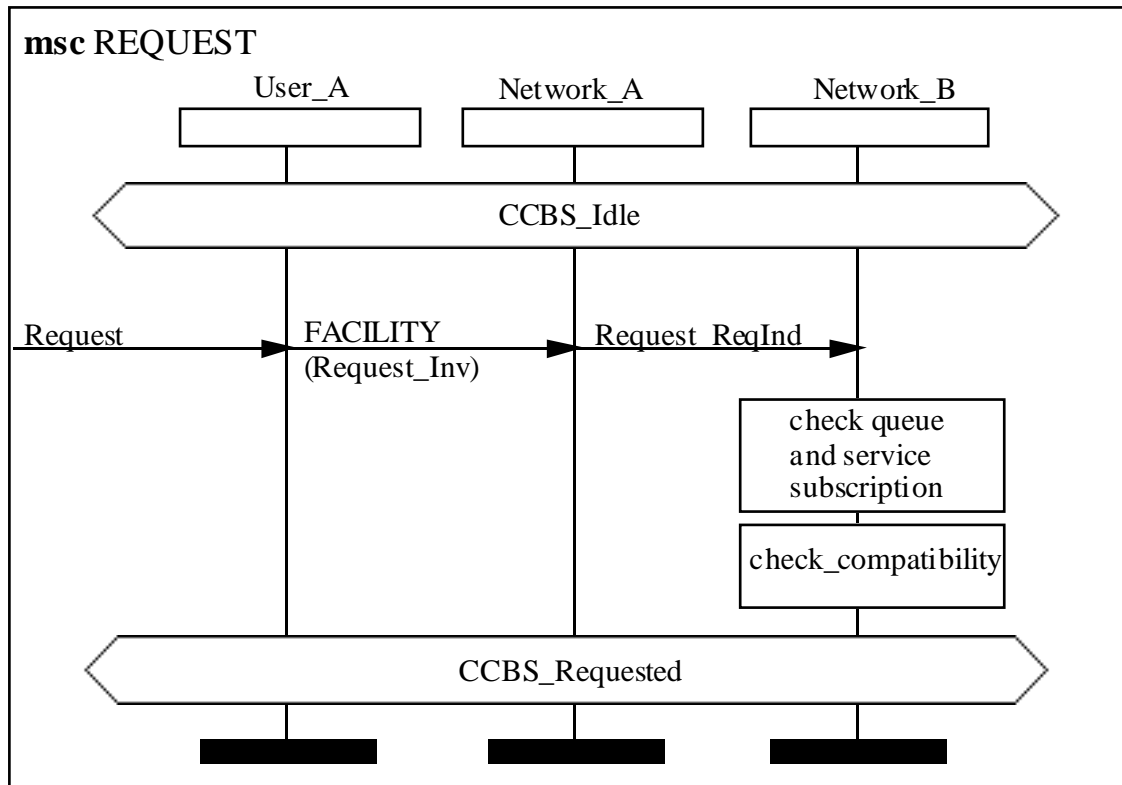 msc REQUEST
User_A
Network_A
Network_B
CCBS_Idle
Request
FACILITY
(Request_Inv)
Request_ReqInd
check queue
and service
subscription
check_compatibility
CCBS_Requested